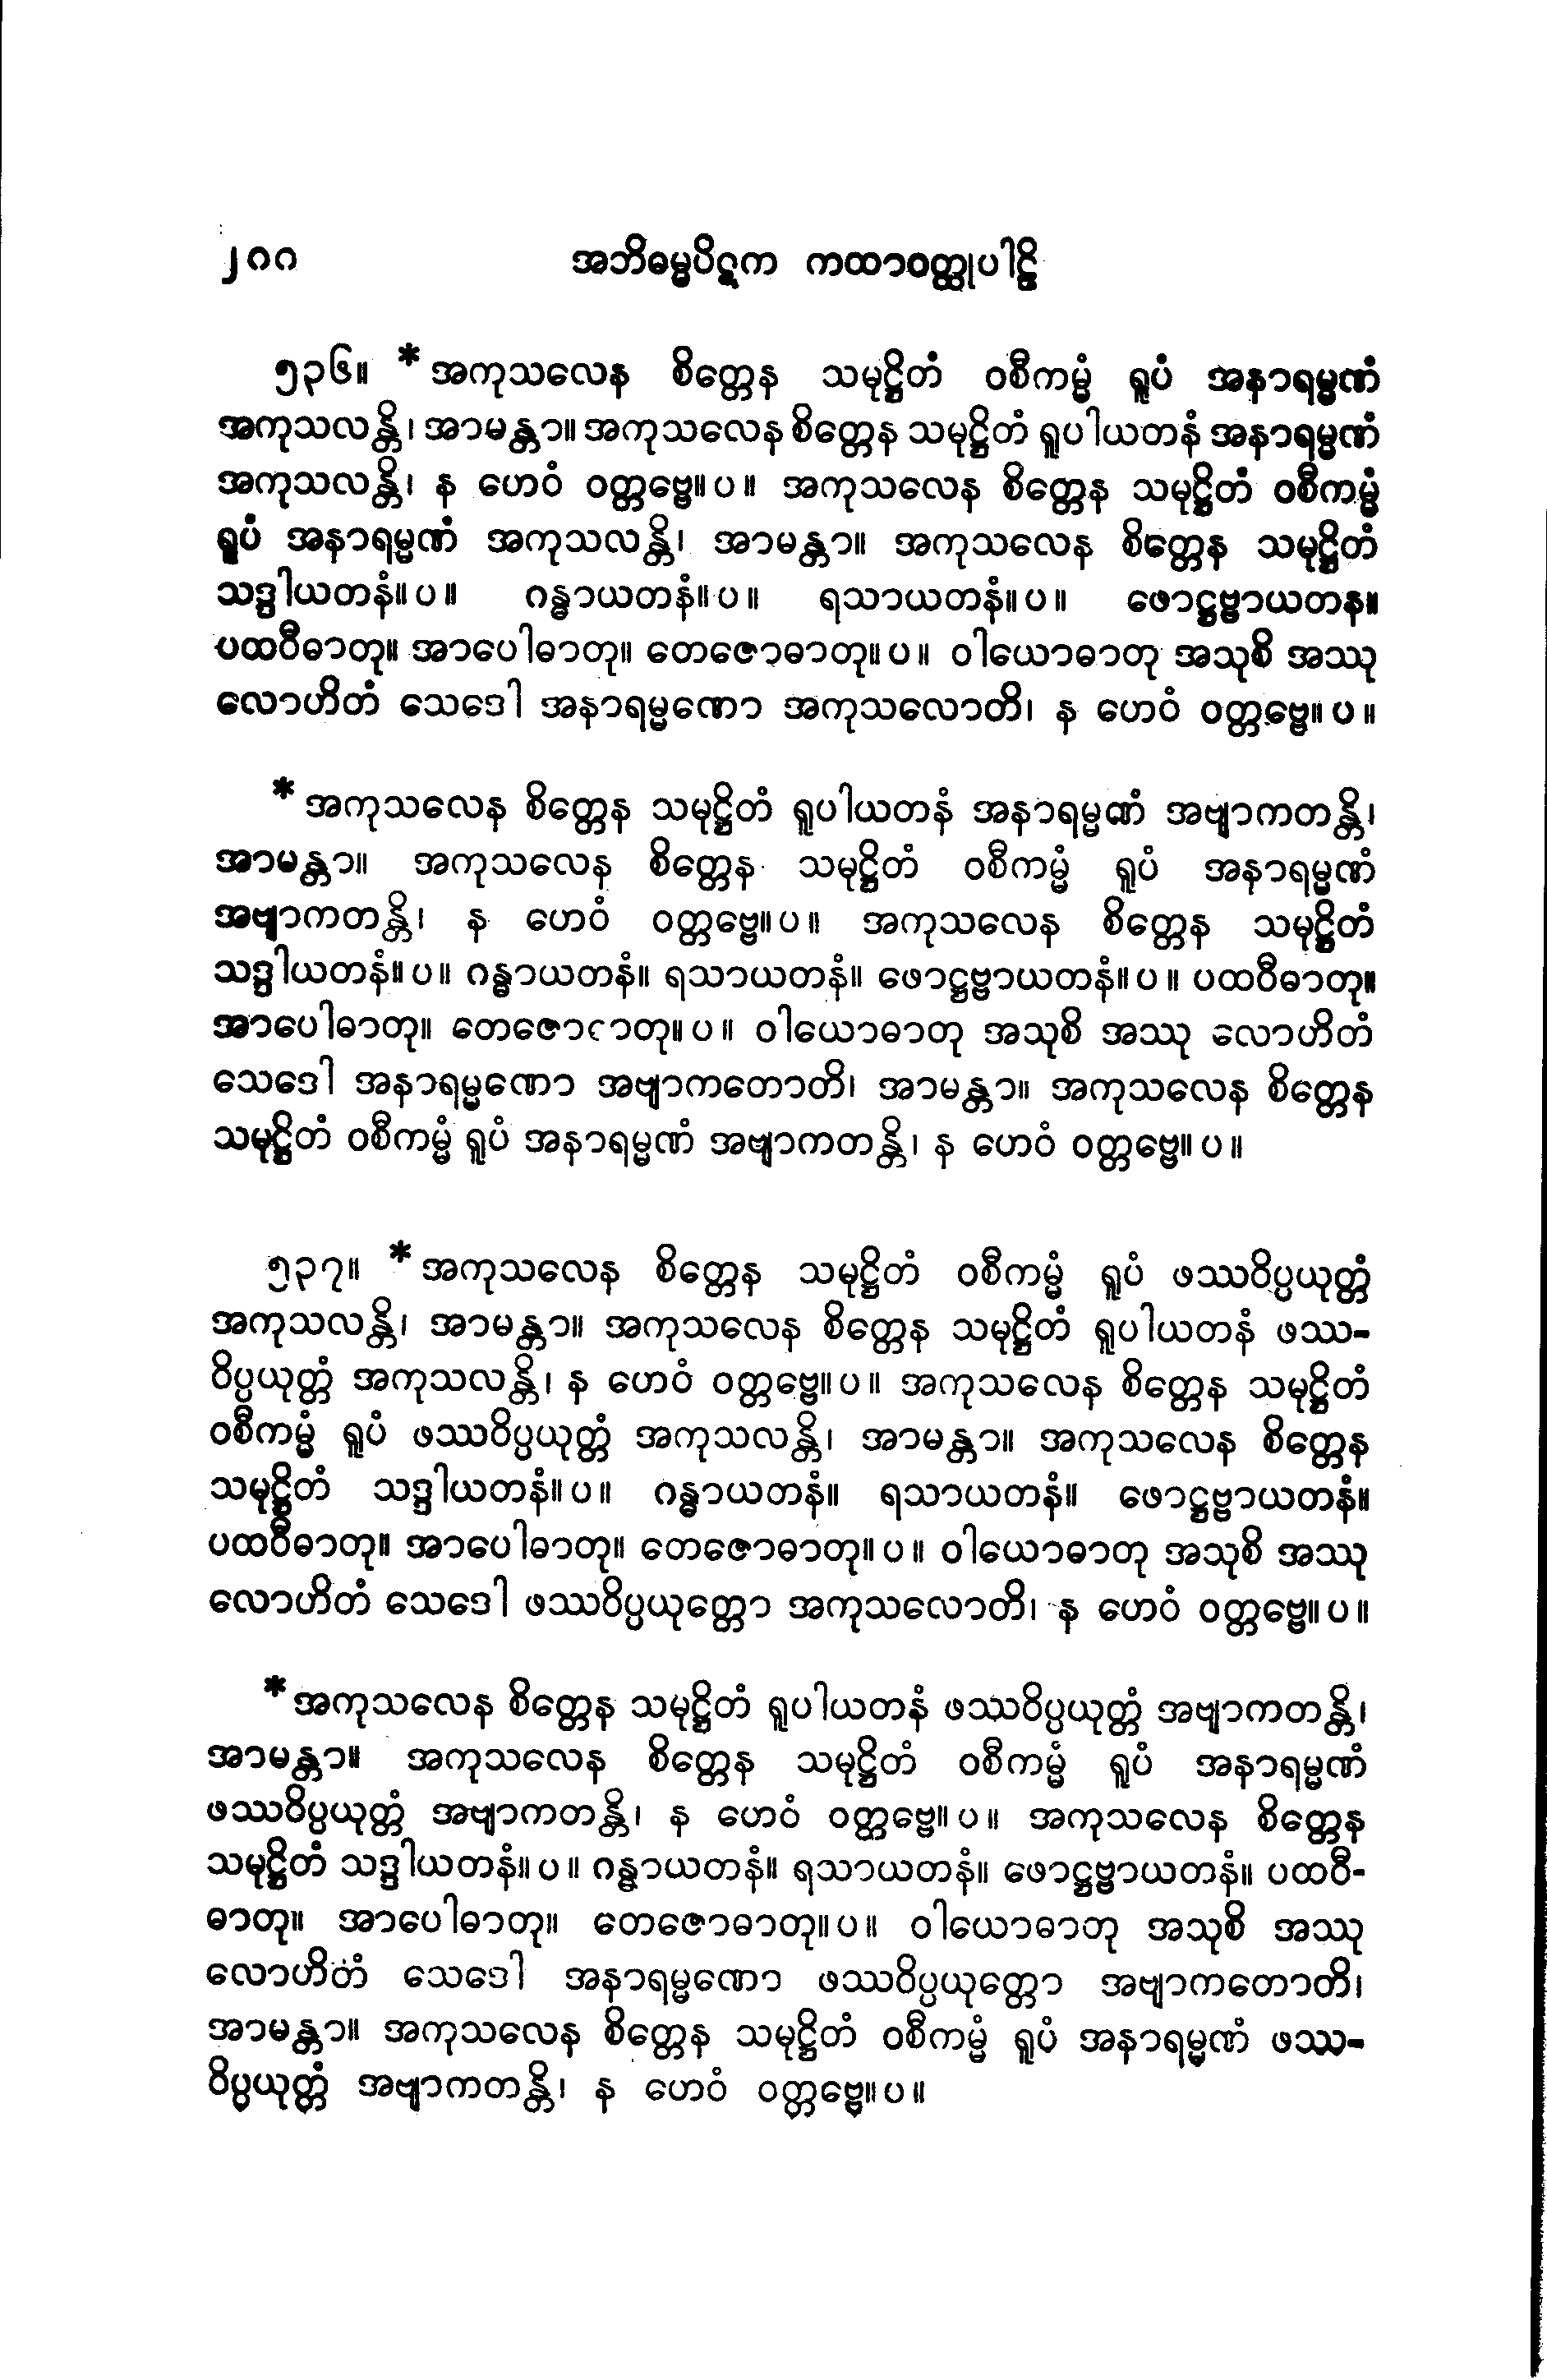 ၂ဂဂ အဘိဓမ္မပိဋက ကထာဝတ္ထုပါဠိ
၅၃၆။ *အကုသလေန စိတ္တေန သမုဋ္ဌိတံ ဝစီကမ္မံ ရူပံ အနာရမ္မဏံ
အကုသလန္တိ၊ အာမန္တာ။ အကုသလေန စိတ္တေန သမုဋ္ဌိတံ ရူပါယတနံ အနာရမ္မဏံ
အကုသလန္တိ၊ န ဟေဝံ ဝတ္တဗ္ဗေ။ ပ။ အကုသလေန စိတ္တေန သမုဋ္ဌိတံ ဝစီကမ္မံ
ရူပံ အနာရမ္မဏံ အကုသလန္တိ၊ အာမန္တာ။ အကုသလေန စိတ္တေန သမုဋ္ဌိတံ
သဒ္ဒါယတနံ။ ပ။ ဂန္ဓာယတနံ။ ပ။ ရသာယတနံ။ ပ။ ဖောဋ္ဌဗ္ဗာယတန။
ပထဝီဓာတု။ အာပေါဓာတု။ တေဇောဓာတု။ ပ။ ဝါယောဓာတု အသုစိ အဿု
လောဟိတံ သေဒေါ အနာရမ္မဏော အကုသလောတိ၊ န ဟေဝံ ဝတ္တဗ္ဗေ။ ပ။
*အကုသလေန စိတ္တေန သမုဋ္ဌိတံ ရူပါယတနံ အနာရမ္မဏံ အဗျာကတန္တိ၊
အာမန္တာ။ အကုသလေန စိတ္တေန သမုဋ္ဌိတံ ဝစီကမ္မံ ရူပံ အနာရမ္မဏံ
အဗျာကတန္တိ၊ န ဟေဝံ ဝတ္တဗ္ဗေ။ ပ။ အကုသလေန စိတ္တေန သမုဋ္ဌိတံ
သဒ္ဒါယတနံ။ ပ။ ဂန္ဓာယတနံ။ ရသာယတနံ။ ဖောဋ္ဌဗ္ဗာယတနံ။ ပ။ ပထဝီဓာတု။
အာပေါဓာတု။ တေဇောဓာတု။ ပ။ ဝါယောဓာတု အသုစိ အဿု လောဟိတံ
သေဒေါ အနာရမ္မဏော အဗျာကတောတိ၊ အာမန္တာ။ အကုသလေန စိတ္တေန
သမုဋ္ဌိတံ ဝစီကမ္မံ ရူပံ အနာရမ္မဏံ အဗျာကတန္တိ၊ န ဟေဝံ ဝတ္တဗ္ဗေ။ ပ။
၅၃၇။ *အကုသလေန စိတ္တေန သမုဋ္ဌိတံ ဝစီကမ္မံ ရူပံ ဖဿဝိပ္ပယုတ္တံ
အကုသလန္တိ၊ အာမန္တာ။ အကုသလေန စိတ္တေန သမုဋ္ဌိတံ ရူပါယတနံ ဖဿ-
ဝိပ္ပယုတ္တံ အကုသလန္တိ၊ န ဟေဝံ ဝတ္တဗ္ဗေ။ ပ။ အကုသလေန စိတ္တေန သမုဋ္ဌိတံ
ဝစီကမ္မံ ရူပံ ဖဿဝိပ္ပယုတ္တံ အကုသလန္တိ၊ အာမန္တာ။ အကုသလေန စိတ္တေန
သမုဋ္ဌိတံ သဒ္ဒါယတနံ။ ပ။ ဂန္ဓာယတနံ။ ရသာယတနံ။ ဖောဋ္ဌဗ္ဗာယတနံ။
ပထဝီဓာတု။ အာပေါဓာတု။ တေဇောဓာတု။ ပ။ ဝါယောဓာတု အသုစိ အဿု
လောဟိတံ သေဒေါ ဖဿဝိပ္ပယုတ္တော အကုသလောတိ၊ န ဟေဝံ ဝတ္တဗ္ဗေ။ ပ။
*အကုသလေန စိတ္တေန သမုဋ္ဌိတံ ရူပါယတနံ ဖဿဝိပ္ပယုတ္တံ အဗျာကတန္တိ၊
အာမန္တာ။ အကုသလေန စိတ္တေန သမုဋ္ဌိတံ ဝစီကမ္မံ ရူပံ အနာရမ္မဏံ
ဖဿဝိပ္ပယုတ္တံ အဗျာကတန္တိ၊ န ဟေဝံ ဝတ္တဗ္ဗေ။ ပ။ အကုသလေန စိတ္တေန
သမုဋ္ဌိတံ သဒ္ဒါယတနံ။ ပ။ ဂန္ဓာယတနံ။ ရသာယတနံ။ ဖောဋ္ဌဗ္ဗာယတနံ။ ပထဝီ-
ဓာတု။ အာပေါဓာတု။ တေဇောဓာတု။ ပ။ ဝါယောဓာတု အသုစိ အဿု
လောဟိတံ သေဒေါ အနာရမ္မဏော ဖဿဝိပ္ပယုတ္တော အဗျာကတောတိ၊
အာမန္တာ။ အကုသလေန စိတ္တေန သမုဋ္ဌိတံ ဝစီကမ္မံ ရူပံ အနာရမ္မဏံ ဖဿ-
ဝိပ္ပယုတ္တံ အဗျာကတန္တိ၊ န ဟေဝံ ဝတ္တဗ္ဗေ။ ပ။